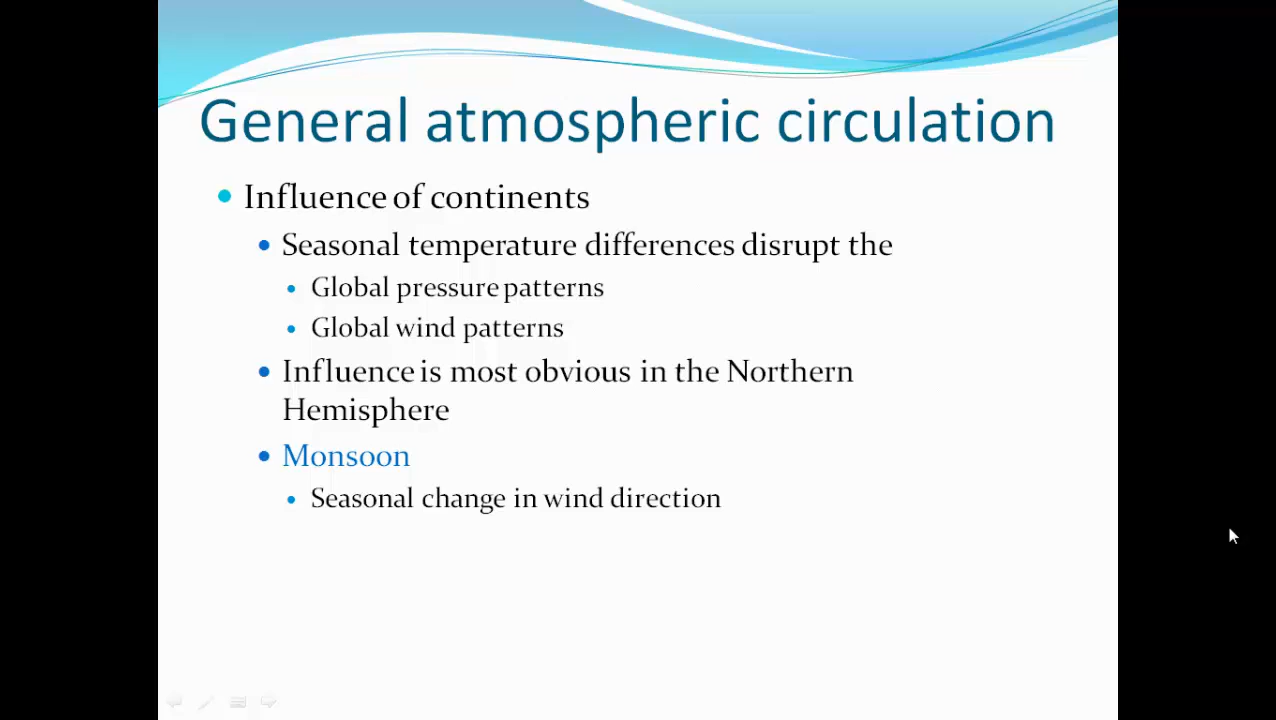 General atmospheric circulation
Influence of continents
Seasonal temperature differences disrupt the
Global pressure patterns
Global wind patterns
Influence is most obvious in the Northern
Hemisphere
Monsoon
Seasonal change in wind direction